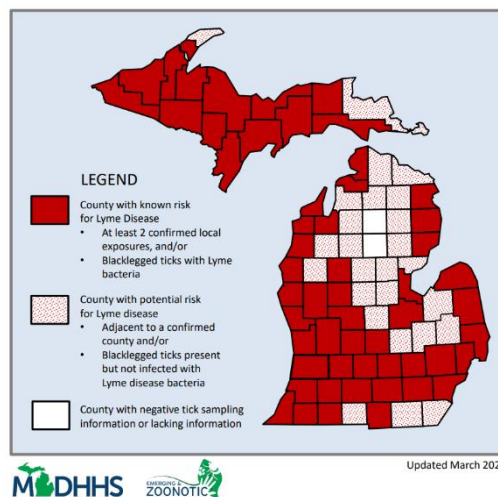 LEGEND
County with known risk
for Lyme Disease
• At least 2 confirmed local
exposures, and/or
• Blacklegged ticks with Lyme
bacteria
County with potential risk
for Lyme disease
• Adjacent to a confirmed
county and/or
• Blacklegged ticks present
but not infected with
Lyme disease bacteria
County with negative tick sampling
information or lacking information
Updated March 202
MDHHS
EMERGING &
ZOONOTIC